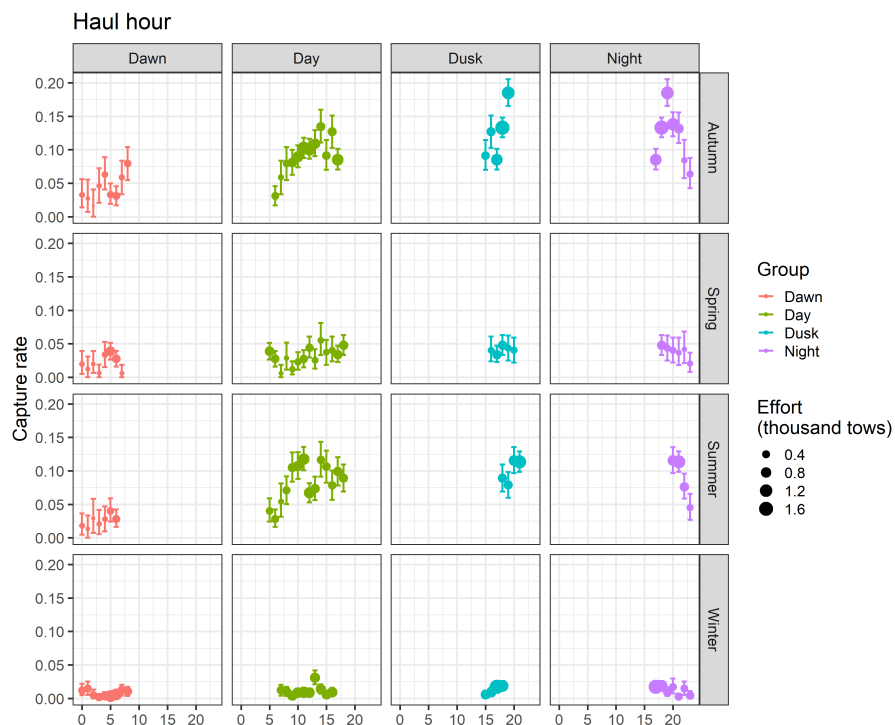 Haul hour
Dawn Day Dusk Night
0.20
0.15
0.10
0.05
0.00
Autumn
0.20
0.15
0.10
0.05
0.00
Spring
0.20
0.15
0.10
0.05
0.00
Summer
0.20
0.15
0.10
0.05
0.00
Winter
Capture rate
0 5 10 15 20 0 5 10 15 20 0 5 10 15 20 0 5 10 15 20
Group
Dawn
Day
Dusk
Night
Effort
(thousand tows)
0.4
0.8
1.2
1.6